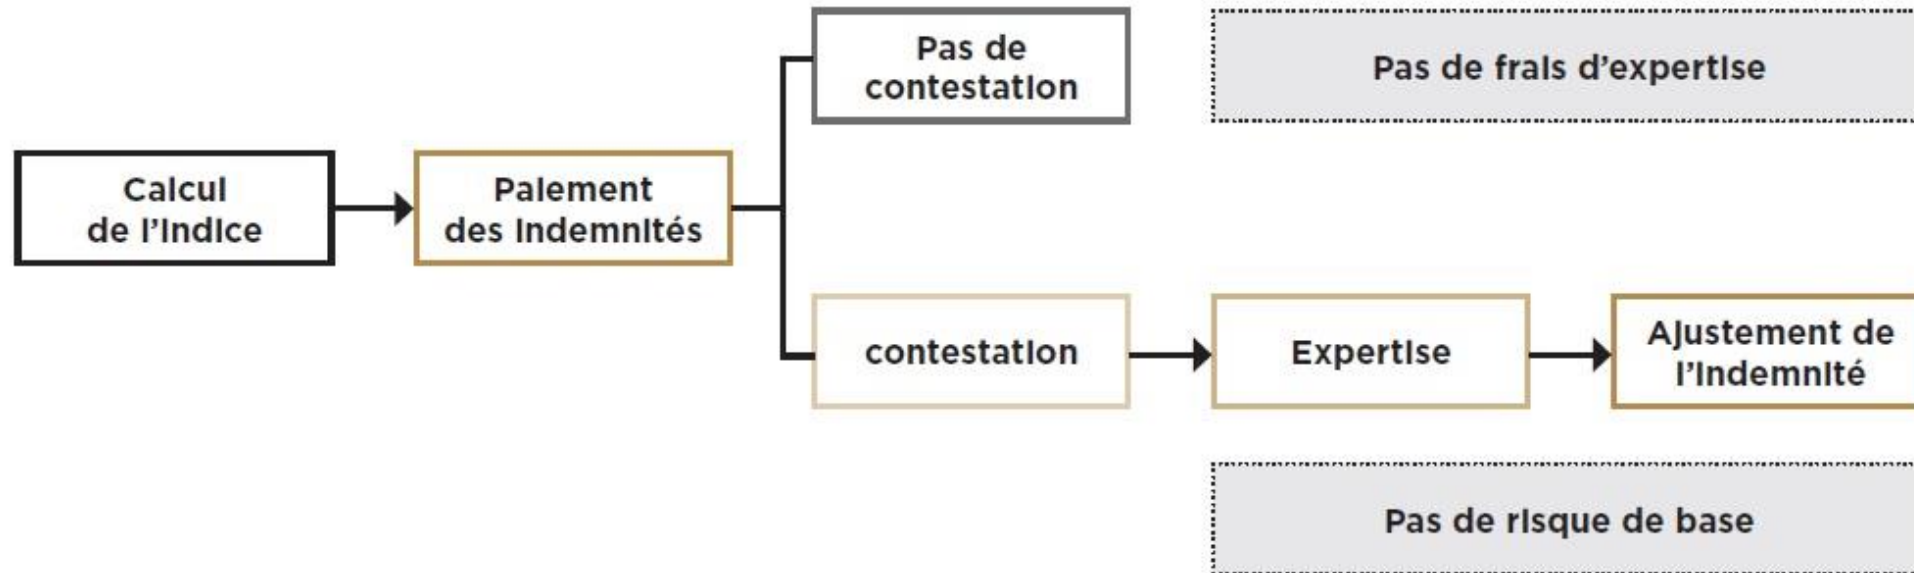 Pas de
contestation
Pas de frais d'expertise
Calcul
de l'indice
Paiement
des indemnités
contestation
Expertise
Ajustement de
l'indemnité
Pas de risque de base